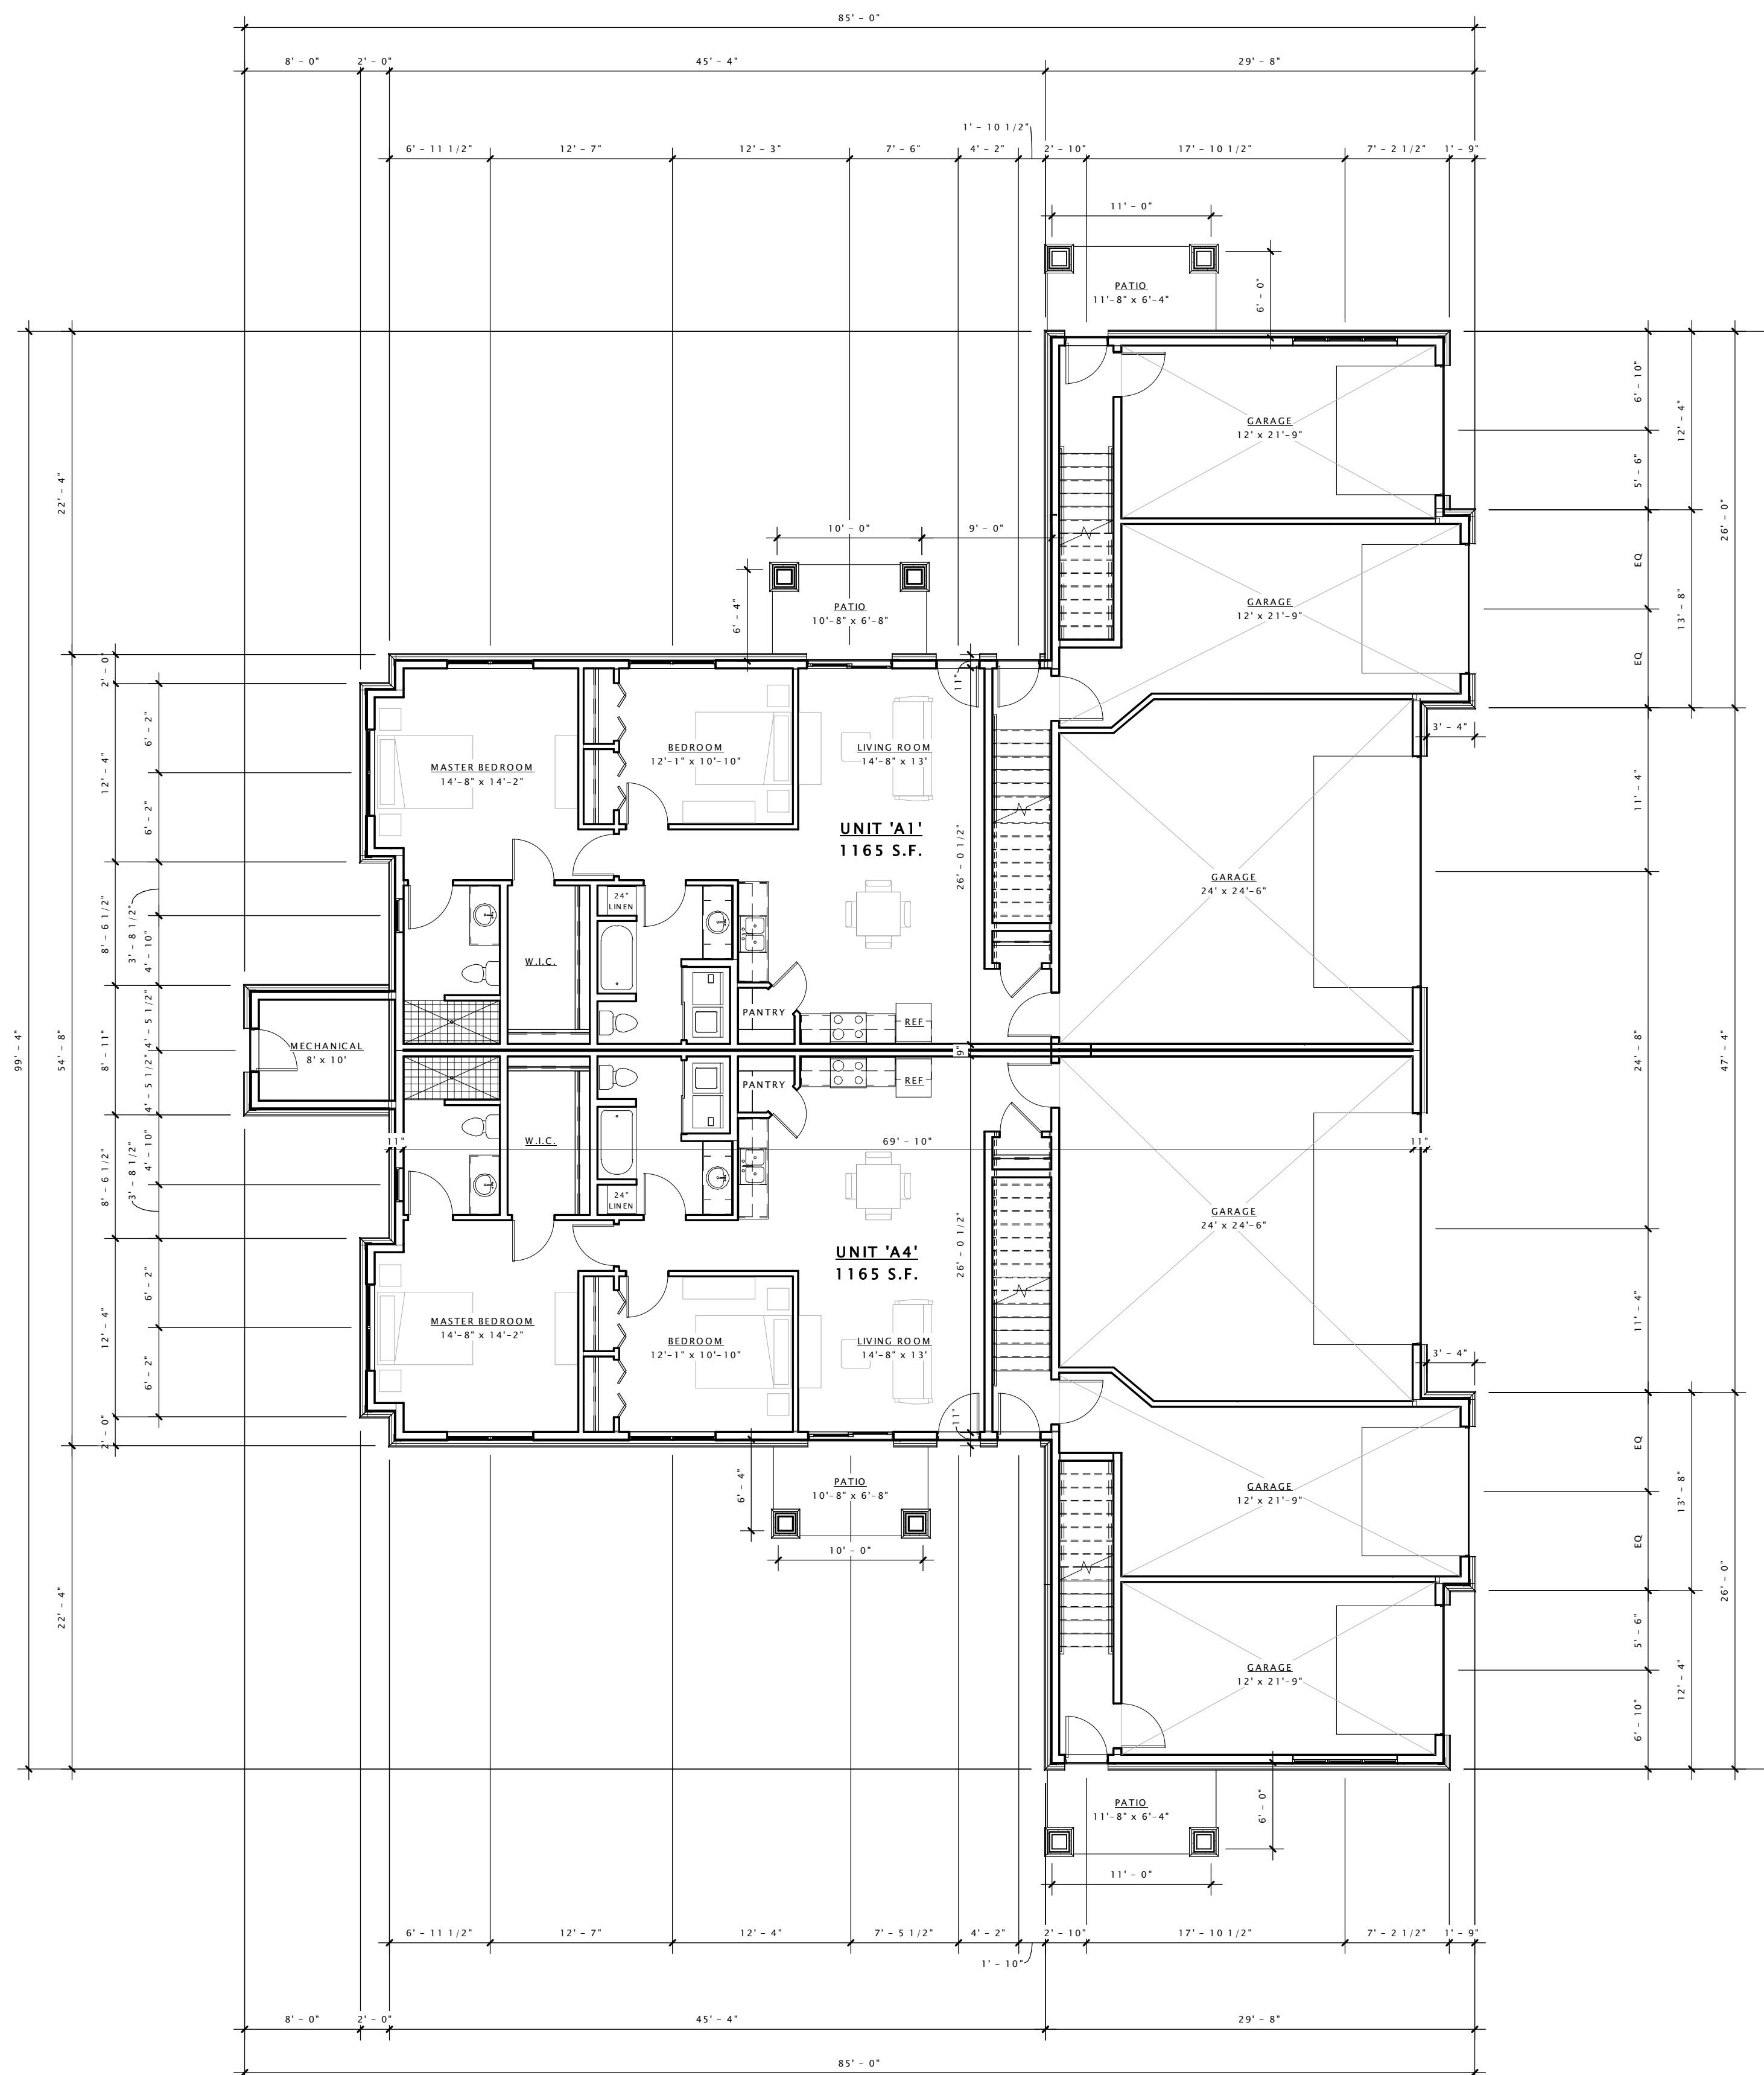 85' - 0"
8' - 0"
2' - 0"
45' - 4"
29' - 8"
1' - 10 1/2"
6' - 11 1/2"
12' - 7"
12' - 3"
7' - 6"
4' - 2"
2' - 10"
17' - 10 1/2"
7' - 2 1/2"
1' - 9"
11' - 0"
PATIO
11'-8" x 6'-4"
6' - 0"
GARAGE
12' x 21'-9"
6' - 10"
12' - 4"
5' - 6"
26' - 0"
22' - 4"
10' - 0"
9' - 0"
EQ
PATIO
10'-8" x 6'-8"
6' - 4"
GARAGE
12' x 21'-9"
13' - 8"
EQ
2' - 0"
11"
6' - 2"
12' - 4"
6' - 2"
MASTER BEDROOM
14'-8" x 14'-2"
BEDROOM
12'-1" x 10'-10"
LIVING ROOM
14'-8" x 13'
3' - 4"
11' - 4"
UNIT 'A1'
1165 S.F.
26' - 0 1/2"
GARAGE
24' x 24'-6"
24"
LINEN
8' - 6 1/2"
3' - 8 1/2"
4' - 10"
W.I.C.
PANTRY
REF
MECHANICAL
8' x 10'
99' - 4"
54' - 8"
8' - 11"
4' - 5 1/2"
4' - 5 1/2"
9"
24' - 8"
47' - 4"
PANTRY
REF
11"
W.I.C.
69' - 10"
11"
4' - 10"
3' - 8 1/2"
8' - 6 1/2"
24"
LINEN
GARAGE
24' x 24'-6"
UNIT 'A4'
1165 S.F.
26' - 0 1/2"
6' - 2"
12' - 4"
6' - 2"
MASTER BEDROOM
14'-8" x 14'-2"
BEDROOM
12'-1" x 10'-10"
LIVING ROOM
14'-8" x 13'
11' - 4"
3' - 4"
2' - 0"
11"
EQ
PATIO
10'-8" x 6'-8"
6' - 4"
GARAGE
12' x 21'-9"
13' - 8"
EQ
10' - 0"
22' - 4"
26' - 0"
5' - 6"
GARAGE
12' x 21'-9"
12' - 4"
6' - 10"
PATIO
11'-8" x 6'-4"
6' - 0"
11' - 0"
6' - 11 1/2"
12' - 7"
12' - 4"
7' - 5 1/2"
4' - 2"
2' - 10"
17' - 10 1/2"
7' - 2 1/2"
1' - 9"
1' - 10"
8' - 0"
2' - 0"
45' - 4"
29' - 8"
85' - 0"